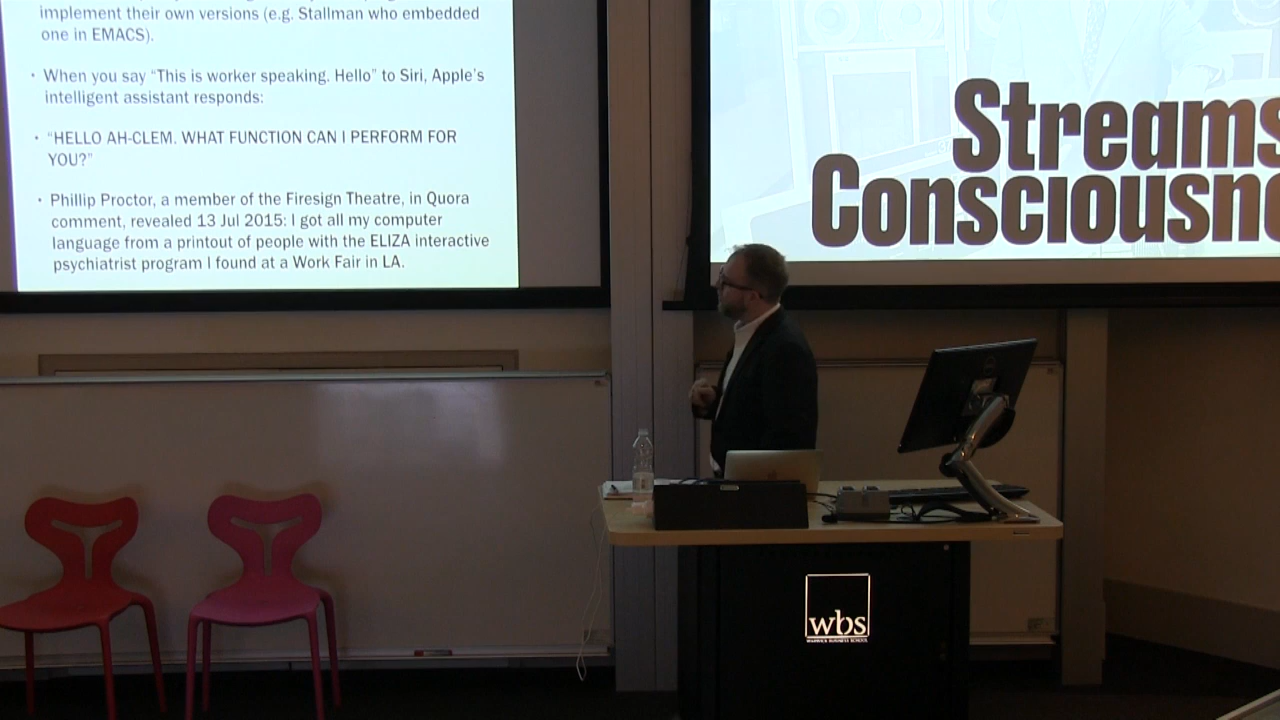 implement their own versions (e.g. Stallman who embedded
one in EMACS).
• When you say “This is worker speaking. Hello” to Siri, Apple’s
intelligent assistant responds:
• “HELLO AH-CLEM. WHAT FUNCTION CAN I PERFORM FOR
YOU?”
• Phillip Proctor, a member of the Firesign Theatre, in Quora
comment, revealed 13 Jul 2015: I got all my computer
language from a printout of people with the ELIZA interactive
psychiatrist program I found at a Work Fair in LA.
Streams
Consciousne
wbs
WARWICK BUSINESS SCHOOL